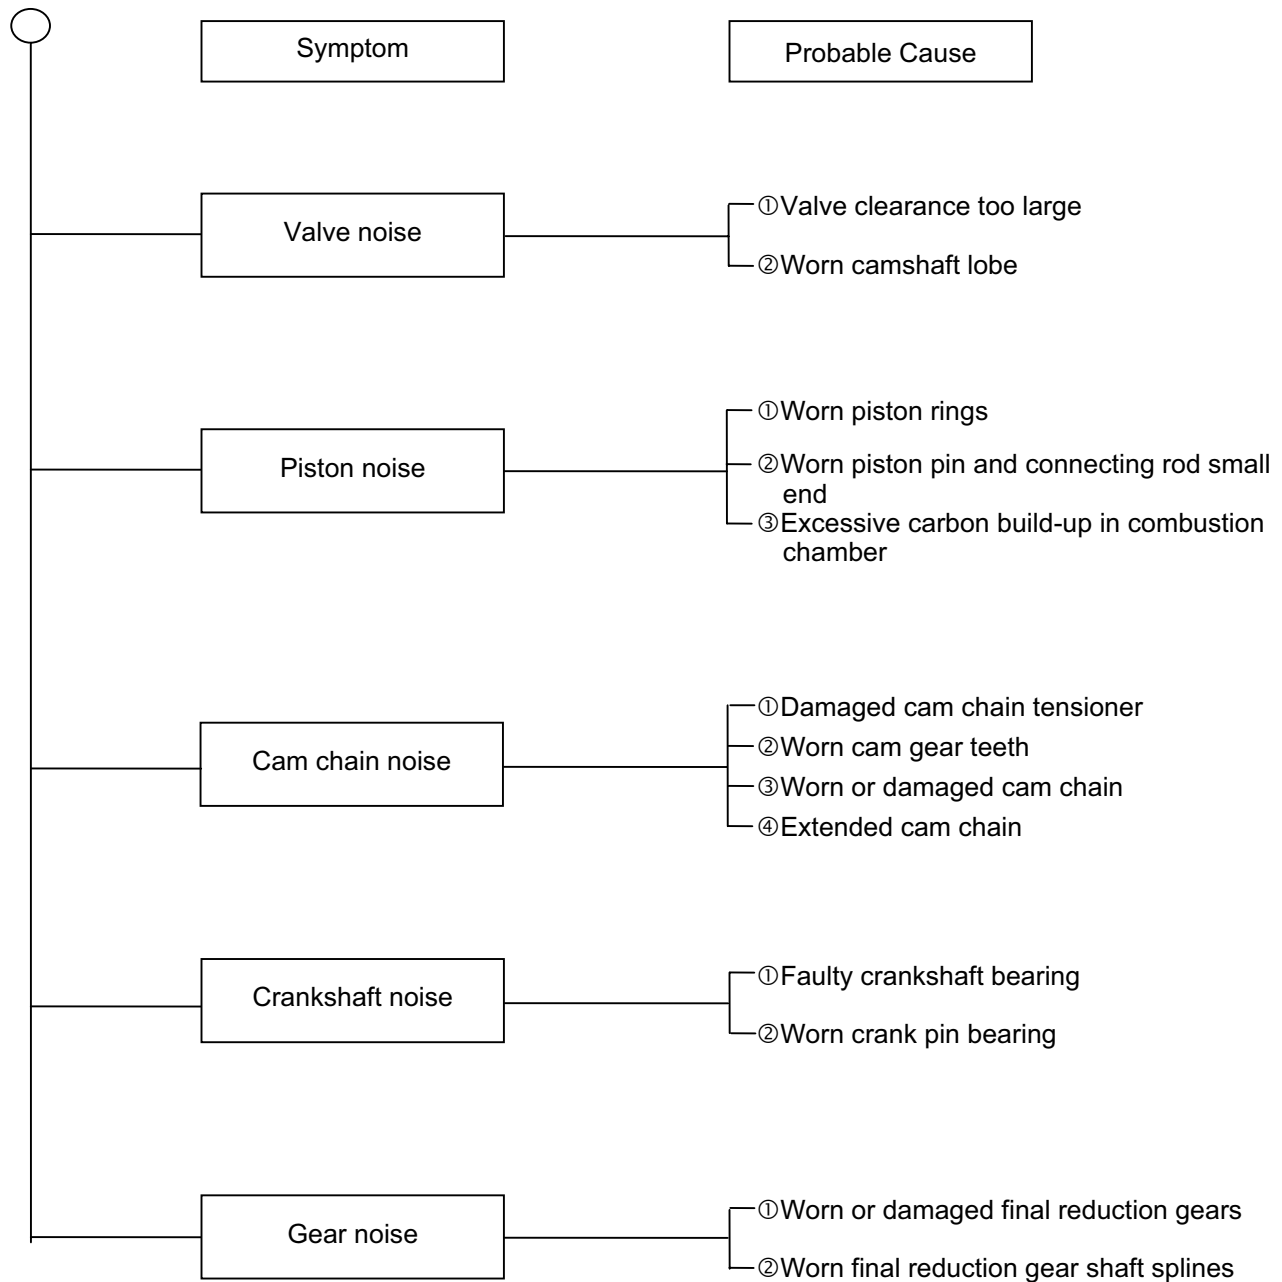 Symptom
Probable Cause
Valve noise
①Valve clearance too large
②Worn camshaft lobe
Piston noise
①Worn piston rings
②Worn piston pin and connecting rod small
end
③Excessive carbon build-up in combustion
chamber
Cam chain noise
①Damaged cam chain tensioner
②Worn cam gear teeth
③Worn or damaged cam chain
④Extended cam chain
Crankshaft noise
①Faulty crankshaft bearing
②Worn crank pin bearing
Gear noise
①Worn or damaged final reduction gears
②Worn final reduction gear shaft splines